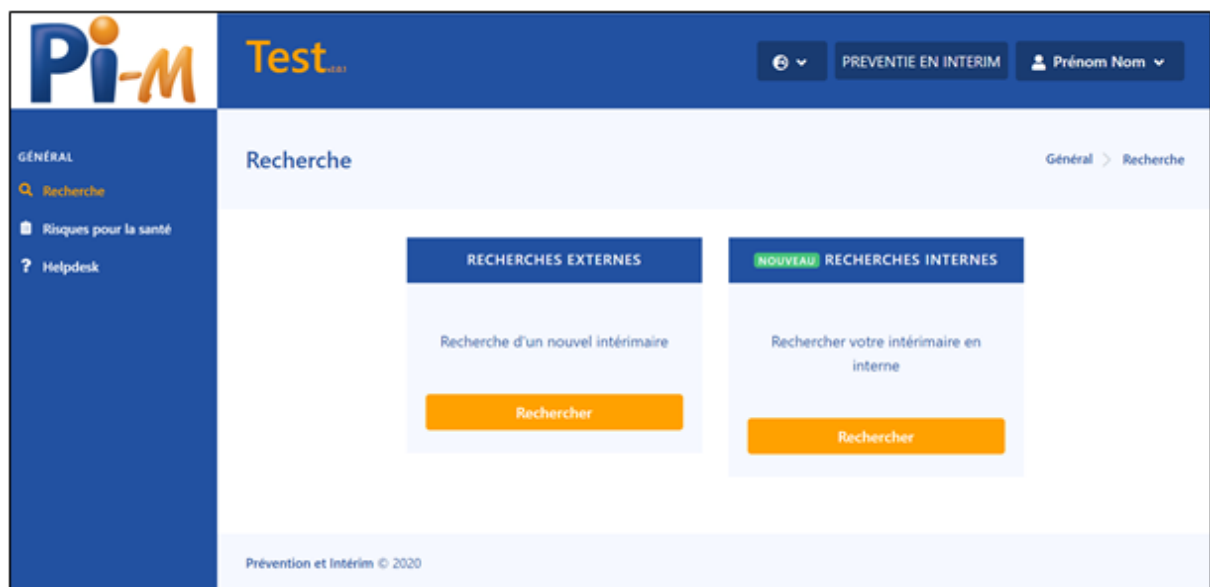 Pi-M
Test
PREVENTIE EN INTERIM
Prénom Nom
GÉNÉRAL
Recherche
Risques pour la santé
? Helpdesk
Recherche
Général > Recherche
RECHERCHES EXTERNES
Recherche d'un nouvel intérimaire
Rechercher
NOUVEAU RECHERCHES INTERNES
Rechercher votre intérimaire en
interne
Rechercher
Prévention et Intérim © 2020